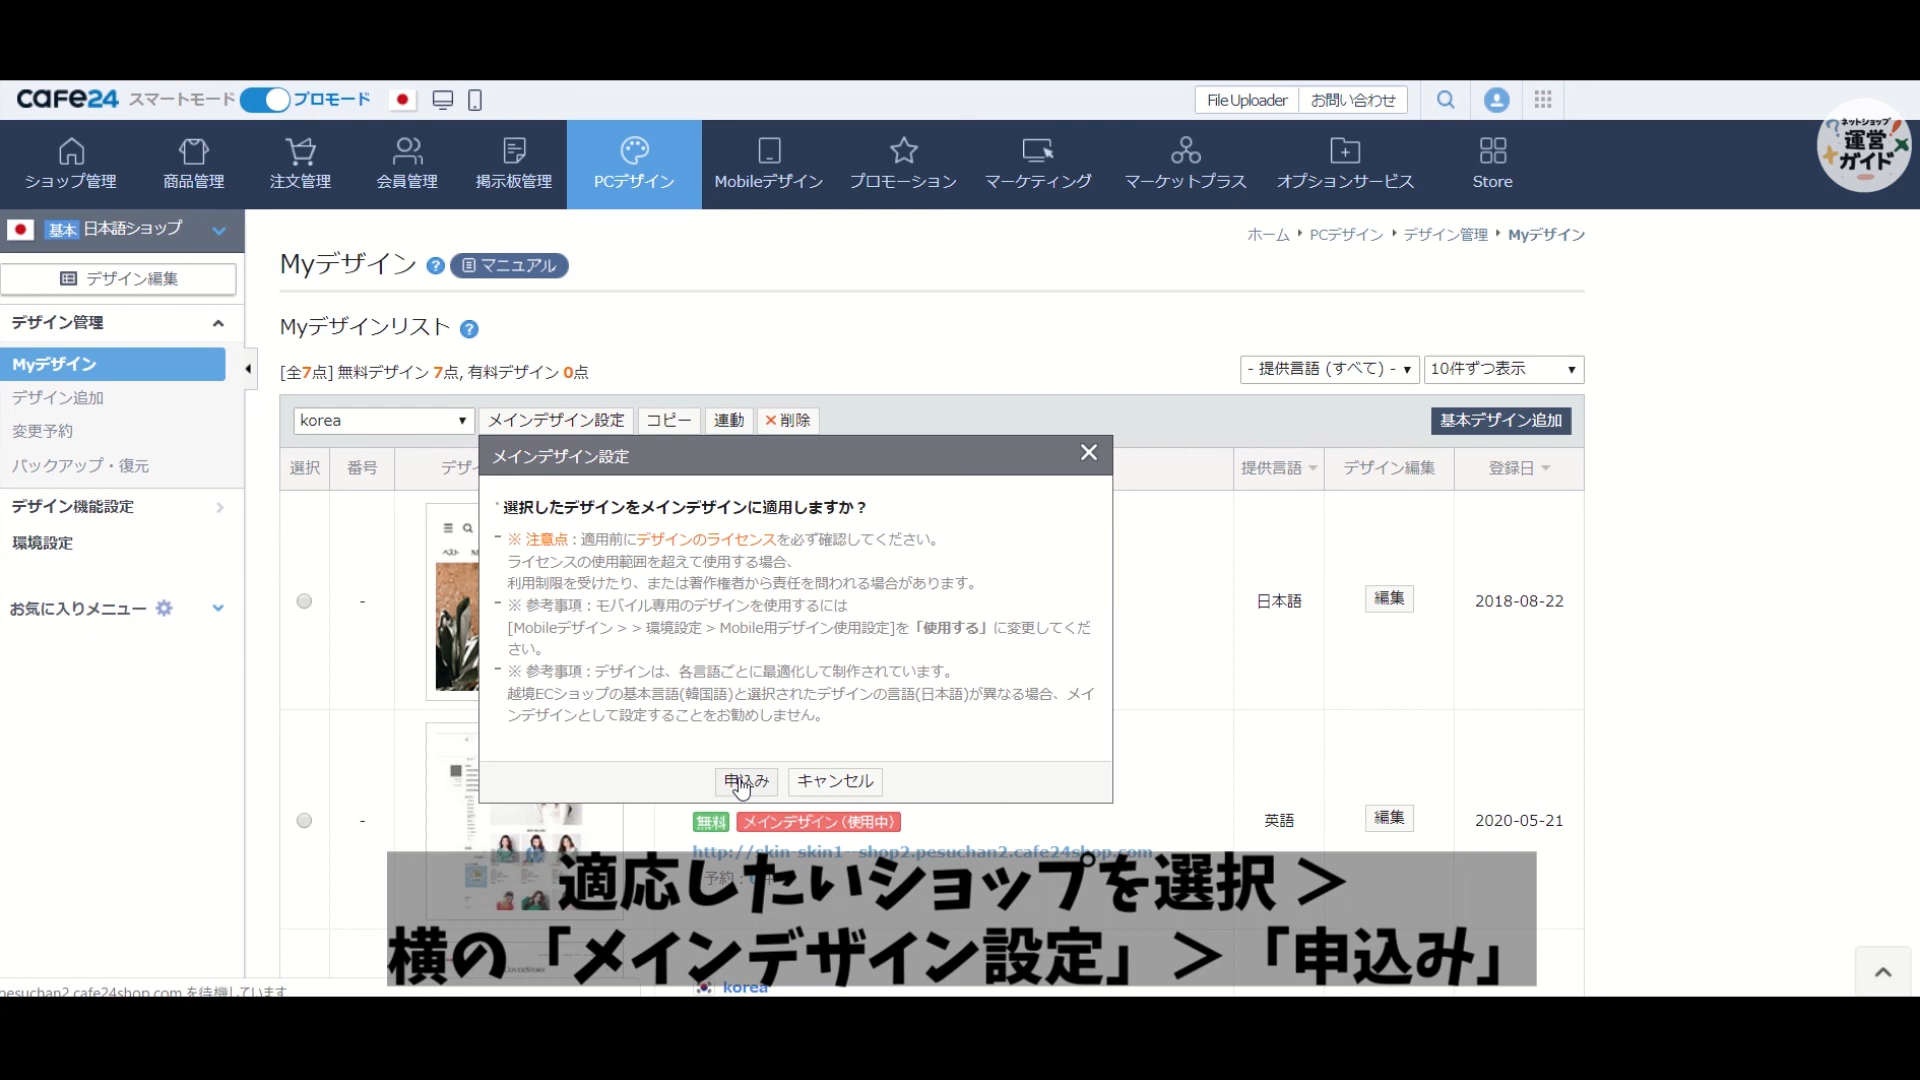 cafe24 スマートモード プロモード File Uploader お問い合わせ
ネットショップ
運営
ガイド
ショップ管理 商品管理 注文管理 会員管理 掲示板管理 PCデザイン Mobileデザイン プロモーション マーケティング マーケットプラス オプションサービス Store
基本 日本語ショップ
ホーム PCデザイン デザイン管理 Myデザイン
Myデザイン ? マニュアル
デザイン編集
デザイン管理
Myデザイン
デザイン追加
変更予約
バックアップ・復元
デザイン機能設定
環境設定
お気に入りメニュー
Myデザインリスト ?
[全7点] 無料デザイン 7点, 有料デザイン 0点
- 提供言語 (すべて) - 10件ずつ表示
korea メインデザイン設定 コピー 連動 × 削除 基本デザイン追加
選択 番号 デザ 提供言語 デザイン編集 登録日
メインデザイン設定
選択したデザインをメインデザインに適用しますか？
- ※ 注意点 : 適用前にデザインのライセンスを必ず確認してください。
ライセンスの使用範囲を超えて使用する場合、
利用制限を受けたり、または著作権者から責任を問われる場合があります。
- ※ 参考事項 : モバイル専用のデザインを使用するには
[Mobileデザイン > > 環境設定 > Mobile用デザイン使用設定]を「使用する」に変更してくだ
さい。
- ※ 参考事項 : デザインは、各言語ごとに最適化して制作されています。
越境ECショップの基本言語(韓国語)と選択されたデザインの言語(日本語)が異なる場合、メイ
ンデザインとして設定することをお勧めしません。
申込み キャンセル
- 日本語 編集 2018-08-22
無料 メインデザイン (使用中)
- 英語 編集 2020-05-21
http://skin-skin1--shop2.pesuchan2.cafe24shop.com
予約 :
適応したいショップを選択 ＞
横の「メインデザイン設定」＞「申込み」
korea
pesuchan2.cafe24shop.com を待機しています